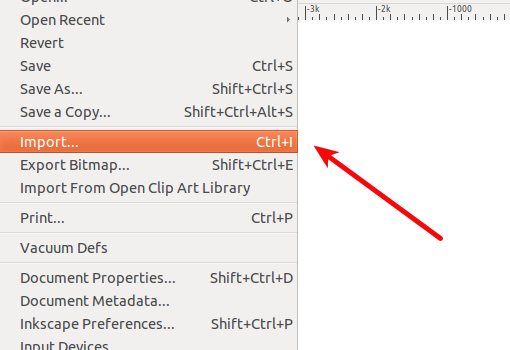 Open Recent
Revert
Save Ctrl+S
Save As... Shift+Ctrl+S
Save a Copy... Shift+Ctrl+Alt+S
Import... Ctrl+I
Export Bitmap... Shift+Ctrl+E
Import From Open Clip Art Library
Print... Ctrl+P
Vacuum Defs
Document Properties... Shift+Ctrl+D
Document Metadata...
Inkscape Preferences... Shift+Ctrl+P
Input Devices
-3k -2k -1000